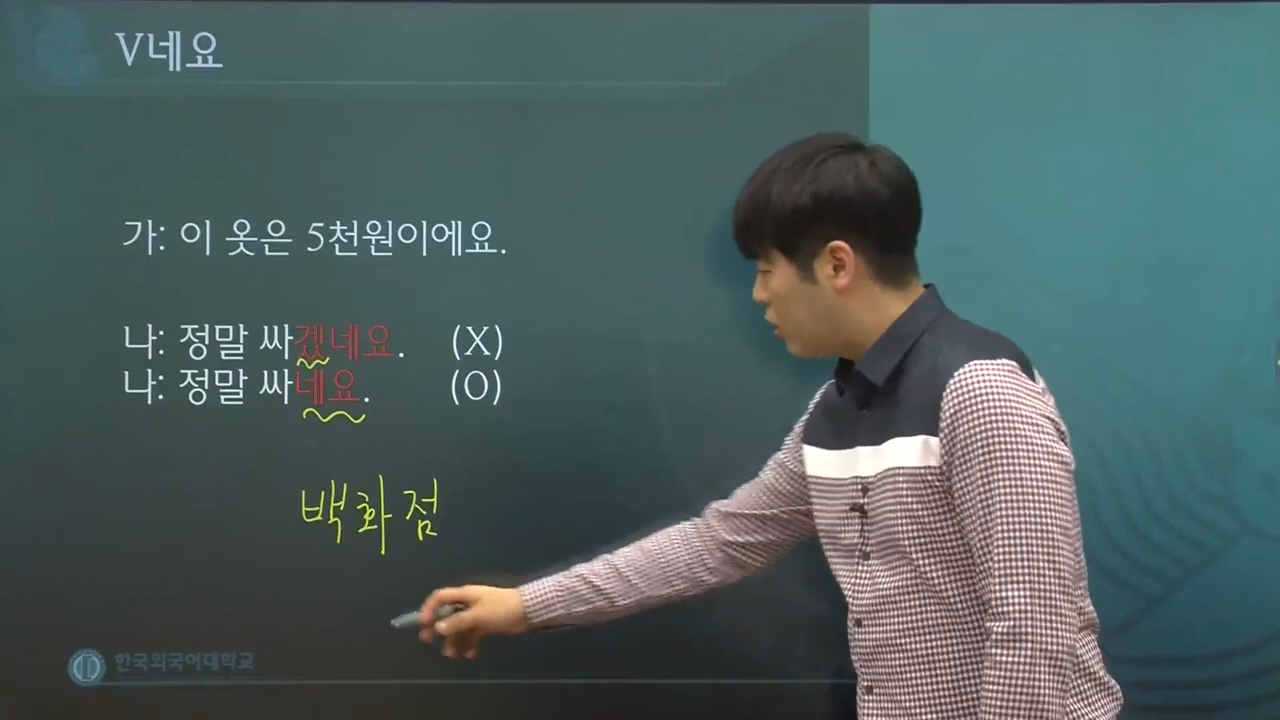 V네요
가: 이 옷은 5천원이에요.
나: 정말 싸겠네요. (X)
나: 정말 싸네요. (O)
백화점
한국외국어대학교